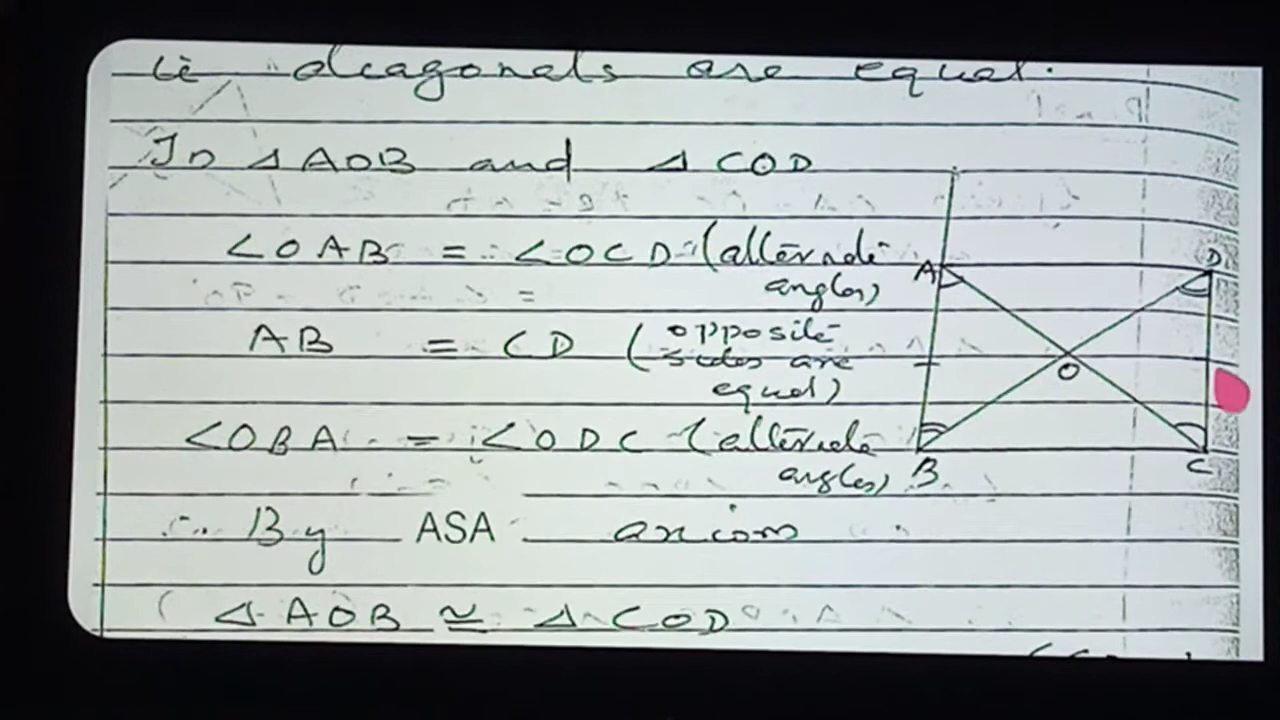 ie diagonals are equal.
In △ AOB and △ COD
∠OAB = ∠OCD (alternate
angles)
AB = CD (opposite
sides are
equal)
∠OBA = ∠ODC (alternate
angles)
∴ By ASA axiom
△ AOB ≅ △ COD
A
D
O
B
C